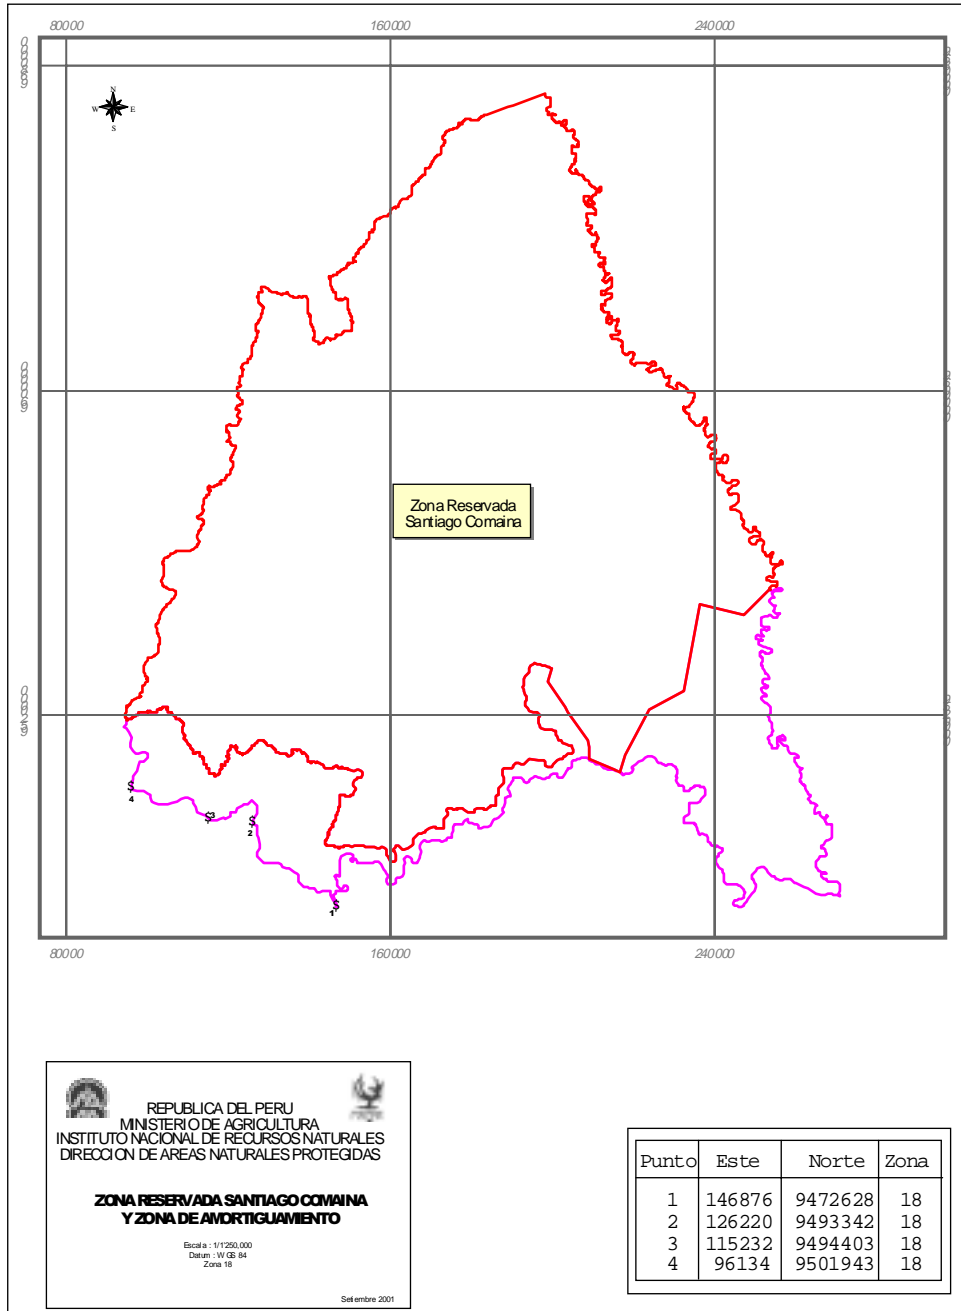 80000 160000 240000
N
W E
S
Zona Reservada
Santiago Comaina
4
3
2
1
$
$
$
$
80000 160000 240000
REPUBLICA DEL PERU
MINISTERIO DE AGRICULTURA
INSTITUTO NACIONAL DE RECURSOS NATURALES
DIRECCION DE AREAS NATURALES PROTEGIDAS
ZONA RESERVADA SANTIAGO COMAINA
Y ZONA DE AMORTIGUAMIENTO
Escala : 1/1'250,000
Datum : WGS 84
Zona 18
Setiembre 2001
Punto Este Norte Zona
1 146876 9472628 18
2 126220 9493342 18
3 115232 9494403 18
4 96134 9501943 18